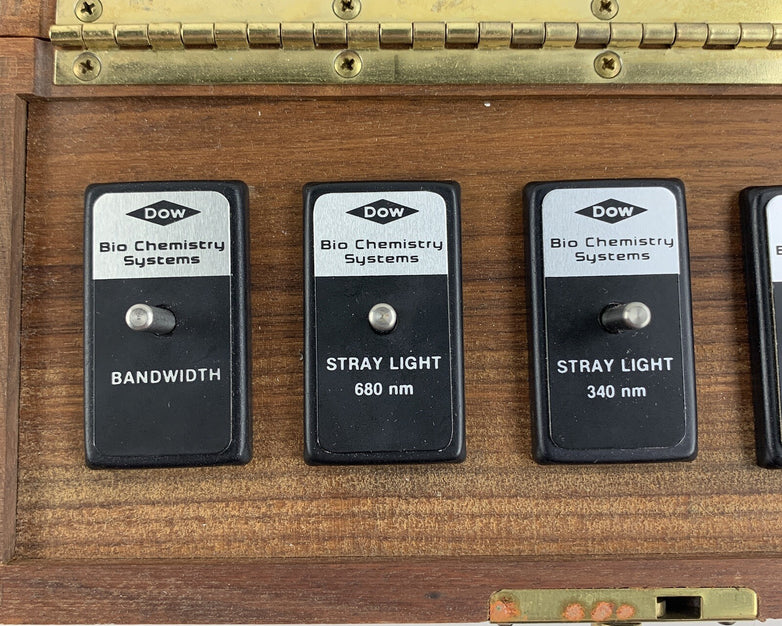 DOW
Bio Chemistry
Systems
BANDWIDTH
DOW
Bio Chemistry
Systems
STRAY LIGHT
680 nm
DOW
Bio Chemistry
Systems
STRAY LIGHT
340 nm